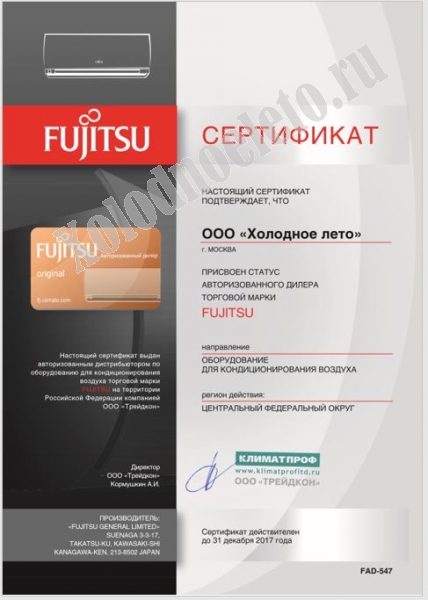 FUJITSU
СЕРТИФИКАТ
НАСТОЯЩИЙ СЕРТИФИКАТ
ПОДТВЕРЖДАЕТ, ЧТО
ООО «Холодное лето»
г. МОСКВА
ПРИСВОЕН СТАТУС
АВТОРИЗОВАННОГО ДИЛЕРА
ТОРГОВОЙ МАРКИ
FUJITSU
направление
ОБОРУДОВАНИЕ
ДЛЯ КОНДИЦИОНИРОВАНИЯ ВОЗДУХА
регион действия:
ЦЕНТРАЛЬНЫЙ ФЕДЕРАЛЬНЫЙ ОКРУГ
FUJITSU Авторизованный дилер
original
f-climate.com
Настоящий сертификат выдан
авторизованным дистрибьютором по
оборудованию для кондиционирования
воздуха торговой марки
FUJITSU на территории
Российской Федерации компанией
ООО «Трейдкон»
Директор
ООО «Трейдкон»
Кормушкин А.И.
КЛИМАТПРОФ
www.klimatprofltd.ru
ООО "ТРЕЙДКОН"
ПРОИЗВОДИТЕЛЬ:
«FUJITSU GENERAL LIMITED»
SUENAGA 3-3-17,
TAKATSU-KU, KAWASAKI-SHI
KANAGAWA-KEN, 213-8502 JAPAN
Сертификат действителен
до 31 декабря 2017 года
FAD-547
Xolodnoeleto.ru